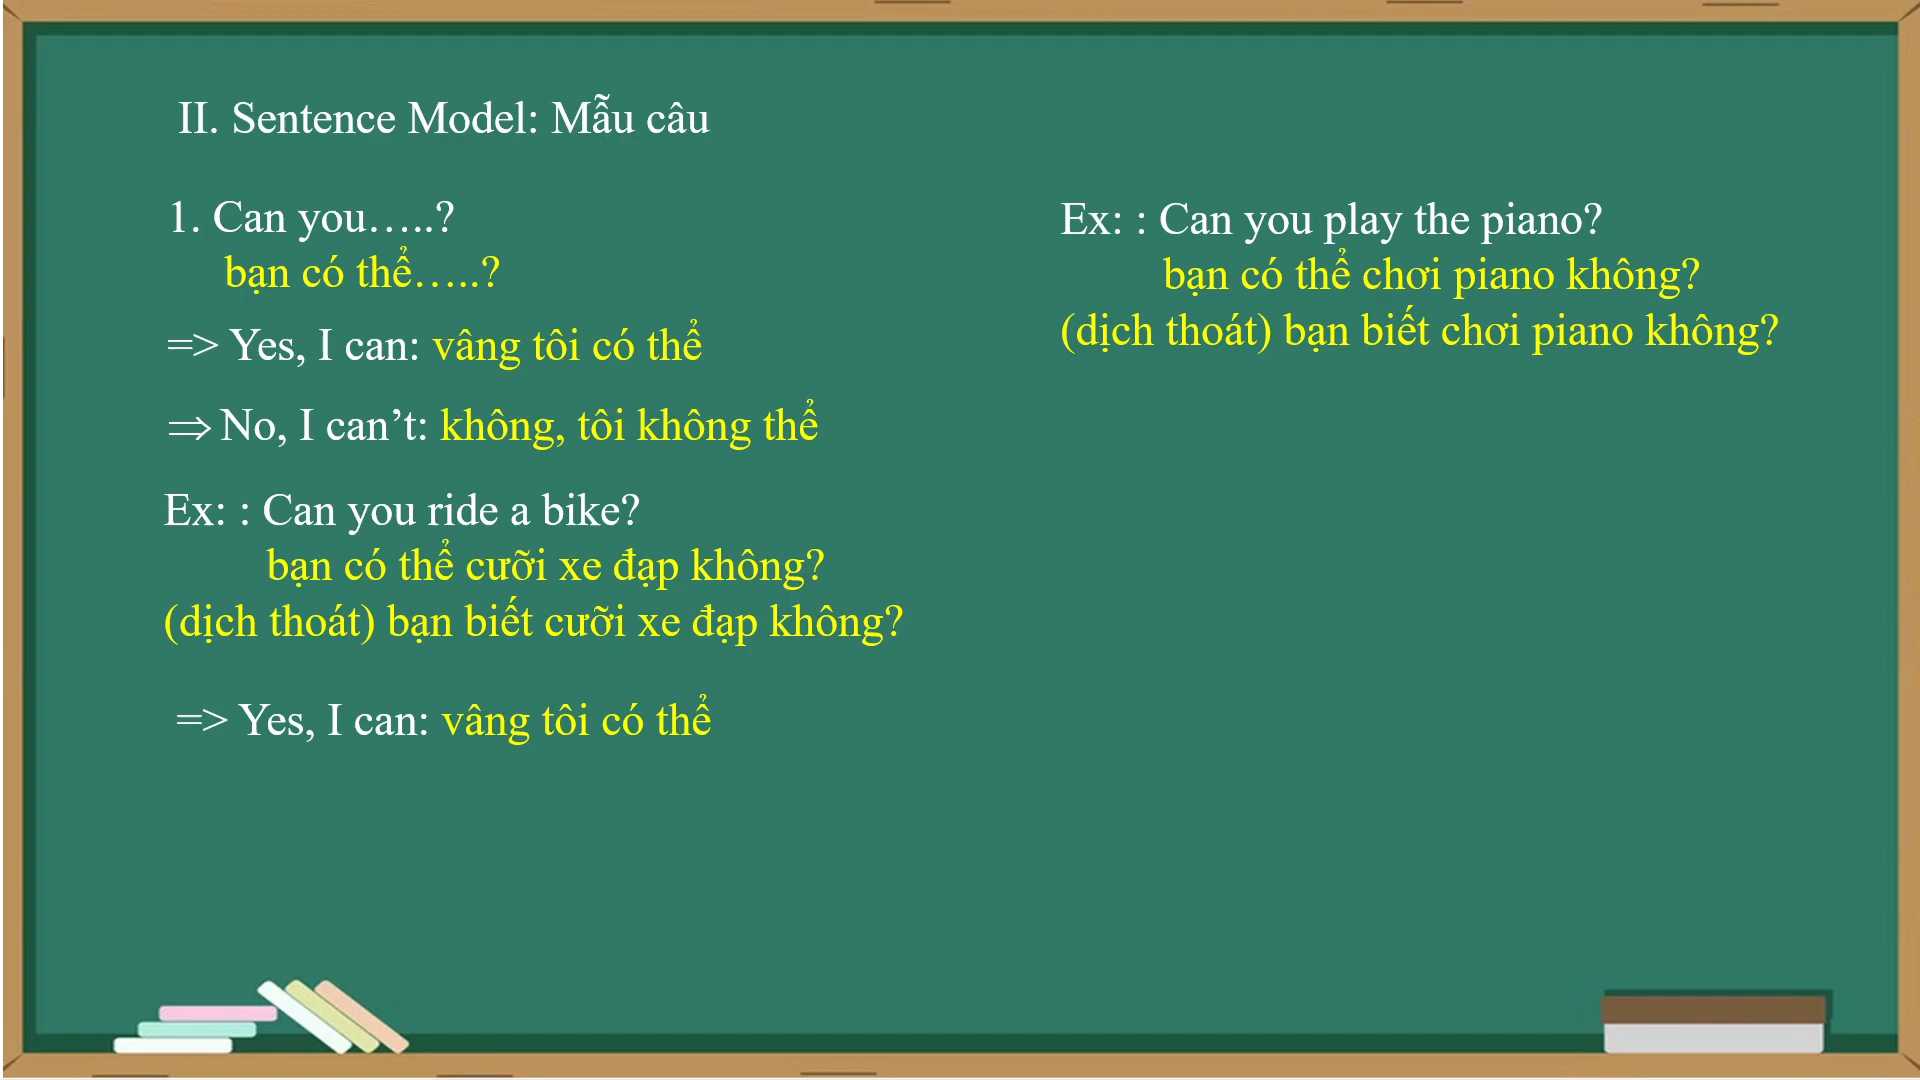 II. Sentence Model: Mẫu câu
1. Can you…..?
bạn có thể…..?
=> Yes, I can: vâng tôi có thể
⇒ No, I can’t: không, tôi không thể
Ex: : Can you ride a bike?
bạn có thể cưỡi xe đạp không?
(dịch thoát) bạn biết cưỡi xe đạp không?
=> Yes, I can: vâng tôi có thể
Ex: : Can you play the piano?
bạn có thể chơi piano không?
(dịch thoát) bạn biết chơi piano không?